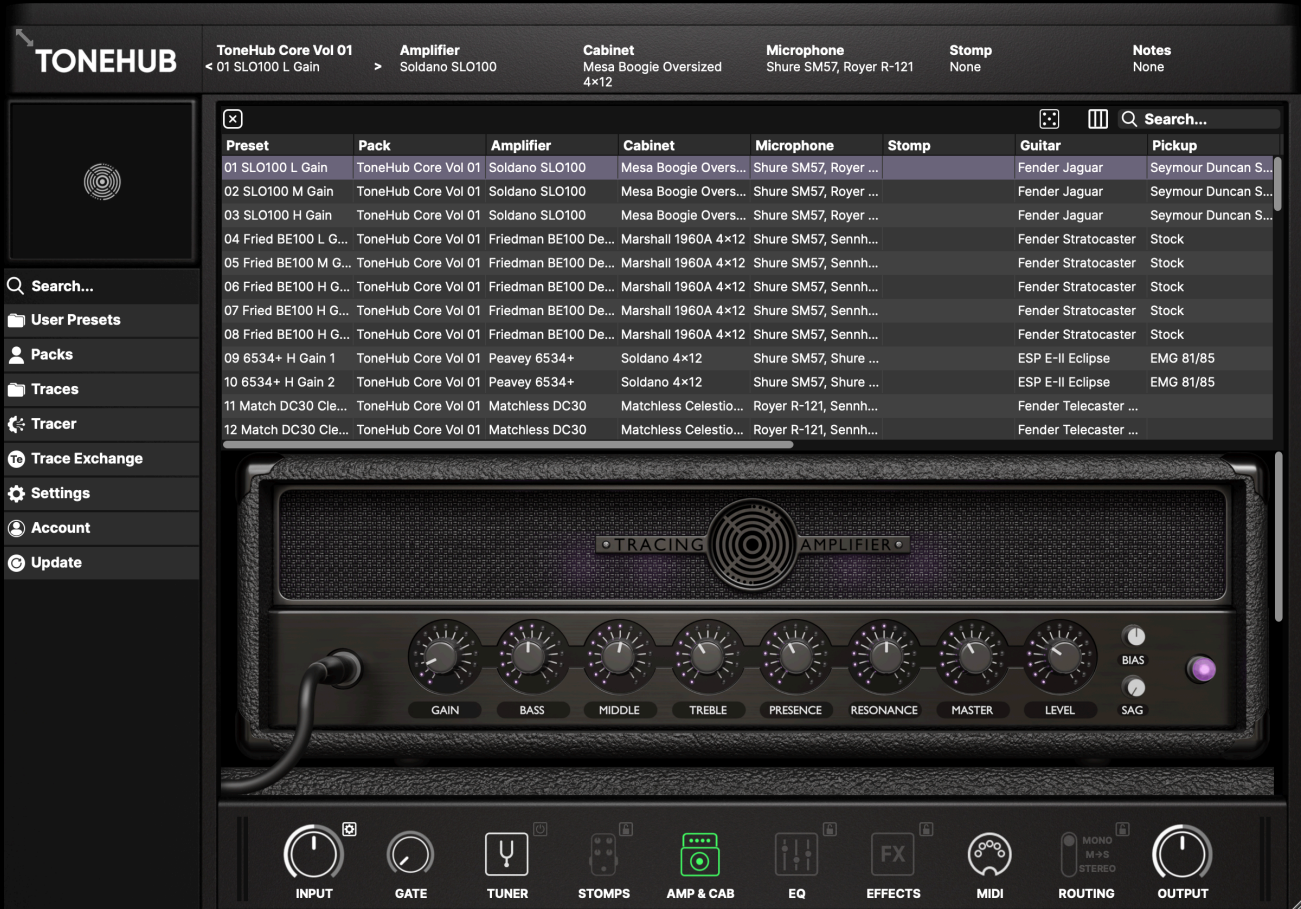 TONEHUB
ToneHub Core Vol 01 Amplifier Cabinet Microphone Stomp Notes
< 01 SLO100 L Gain > Soldano SLO100 Mesa Boogie Oversized Shure SM57, Royer R-121 None None
4×12
Search...
Preset Pack Amplifier Cabinet Microphone Stomp Guitar Pickup
01 SLO100 L Gain ToneHub Core Vol 01 Soldano SLO100 Mesa Boogie Overs... Shure SM57, Royer ... Fender Jaguar Seymour Duncan S...
02 SLO100 M Gain ToneHub Core Vol 01 Soldano SLO100 Mesa Boogie Overs... Shure SM57, Royer ... Fender Jaguar Seymour Duncan S...
03 SLO100 H Gain ToneHub Core Vol 01 Soldano SLO100 Mesa Boogie Overs... Shure SM57, Royer ... Fender Jaguar Seymour Duncan S...
04 Fried BE100 L G... ToneHub Core Vol 01 Friedman BE100 De... Marshall 1960A 4×12 Shure SM57, Sennh... Fender Stratocaster Stock
05 Fried BE100 M G... ToneHub Core Vol 01 Friedman BE100 De... Marshall 1960A 4×12 Shure SM57, Sennh... Fender Stratocaster Stock
06 Fried BE100 H G... ToneHub Core Vol 01 Friedman BE100 De... Marshall 1960A 4×12 Shure SM57, Sennh... Fender Stratocaster Stock
07 Fried BE100 H G... ToneHub Core Vol 01 Friedman BE100 De... Marshall 1960A 4×12 Shure SM57, Sennh... Fender Stratocaster Stock
08 Fried BE100 H G... ToneHub Core Vol 01 Friedman BE100 De... Marshall 1960A 4×12 Shure SM57, Sennh... Fender Stratocaster Stock
09 6534+ H Gain 1 ToneHub Core Vol 01 Peavey 6534+ Soldano 4×12 Shure SM57, Shure ... ESP E-II Eclipse EMG 81/85
10 6534+ H Gain 2 ToneHub Core Vol 01 Peavey 6534+ Soldano 4×12 Shure SM57, Shure ... ESP E-II Eclipse EMG 81/85
11 Match DC30 Cle... ToneHub Core Vol 01 Matchless DC30 Matchless Celestio... Royer R-121, Sennh... Fender Telecaster ...
12 Match DC30 Cle... ToneHub Core Vol 01 Matchless DC30 Matchless Celestio... Royer R-121, Sennh... Fender Telecaster ...
Search...
User Presets
Packs
Traces
Tracer
Te Trace Exchange
Settings
Account
Update
TRACING AMPLIFIER
BIAS
GAIN BASS MIDDLE TREBLE PRESENCE RESONANCE MASTER LEVEL SAG
FX
MONO
M→S
STEREO
INPUT GATE TUNER STOMPS AMP & CAB EQ EFFECTS MIDI ROUTING OUTPUT